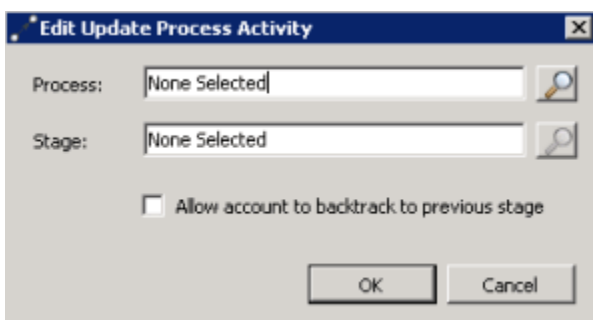 Edit Update Process Activity
Process: None Selected
Stage: None Selected
Allow account to backtrack to previous stage
OK Cancel